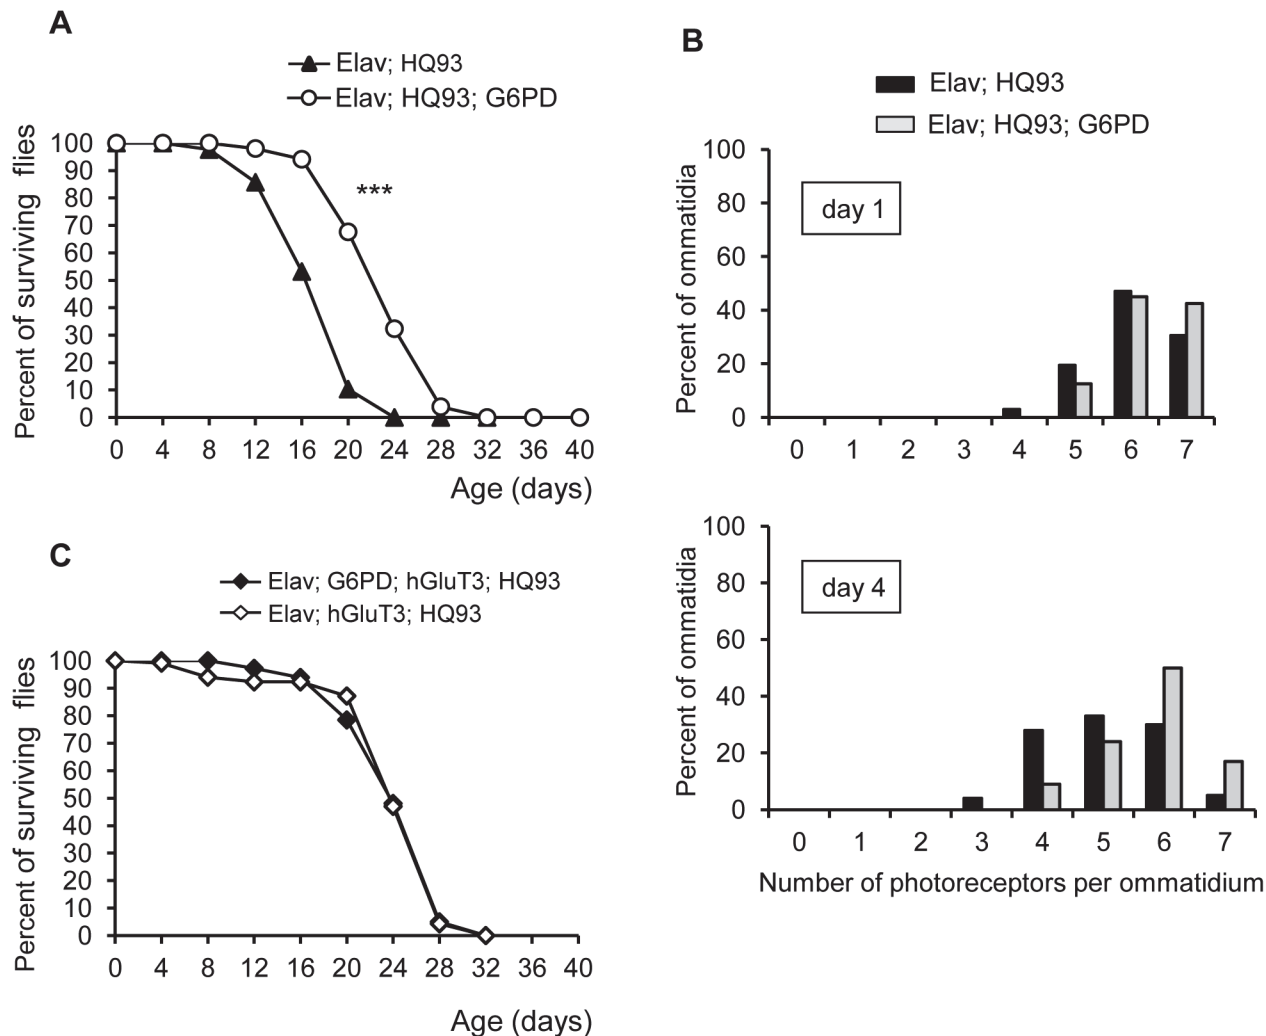 A
Elav; HQ93
Elav; HQ93; G6PD
Percent of surviving flies
100
90
80
70
60
50
40
30
20
10
0
***
0 4 8 12 16 20 24 28 32 36 40
Age (days)
B
Elav; HQ93
Elav; HQ93; G6PD
Percent of ommatidia
100
80
60
40
20
0
day 1
0 1 2 3 4 5 6 7
Percent of ommatidia
100
80
60
40
20
0
day 4
0 1 2 3 4 5 6 7
Number of photoreceptors per ommatidium
C
Elav; G6PD; hGluT3; HQ93
Elav; hGluT3; HQ93
Percent of surviving flies
100
90
80
70
60
50
40
30
20
10
0
0 4 8 12 16 20 24 28 32 36 40
Age (days)